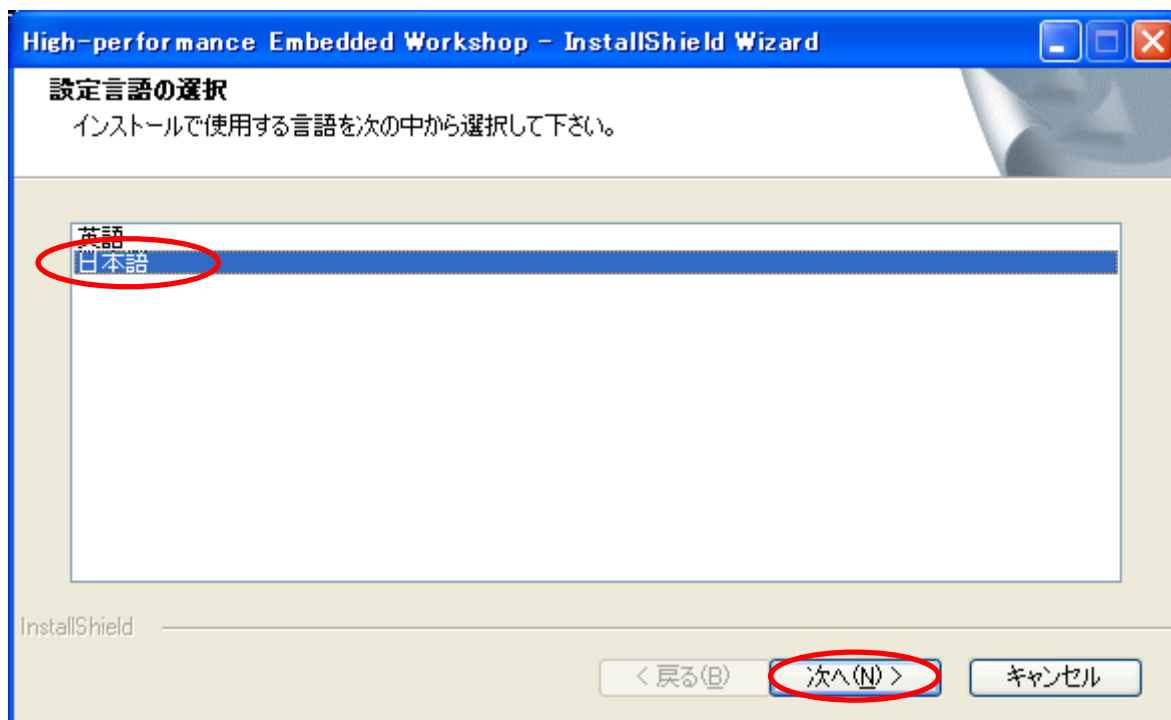 High-performance Embedded Workshop - InstallShield Wizard
設定言語の選択
インストールで使用する言語を次の中から選択して下さい。
英語
日本語
InstallShield
< 戻る(B) 次へ(N) > キャンセル